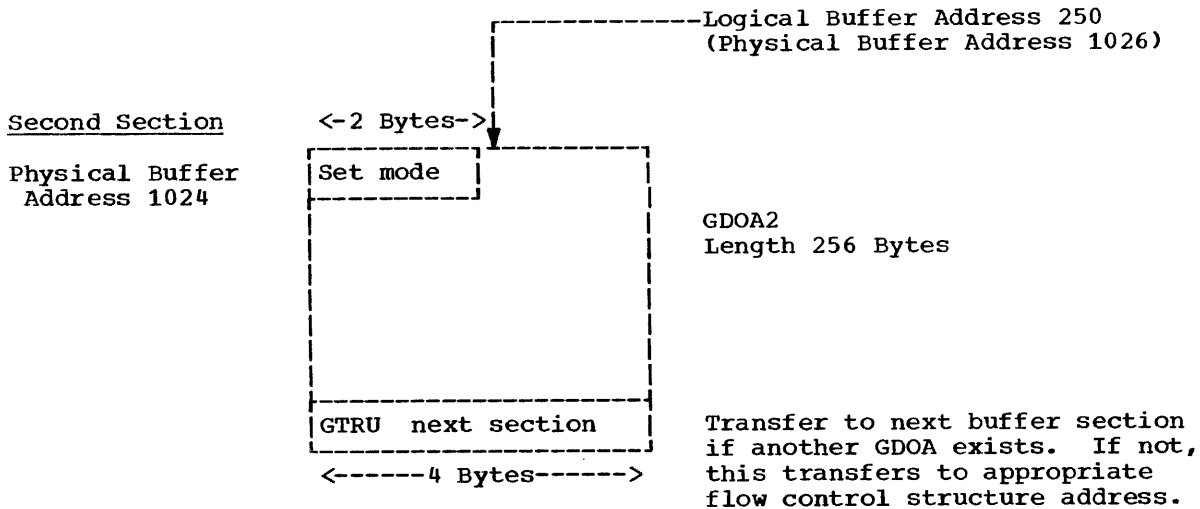 Logical Buffer Address 250
(Physical Buffer Address 1026)
Second Section
<-2 Bytes->
Physical Buffer
Address 1024
Set mode
GDOA2
Length 256 Bytes
GTRU next section
<------4 Bytes------>
Transfer to next buffer section
if another GDOA exists. If not,
this transfers to appropriate
flow control structure address.